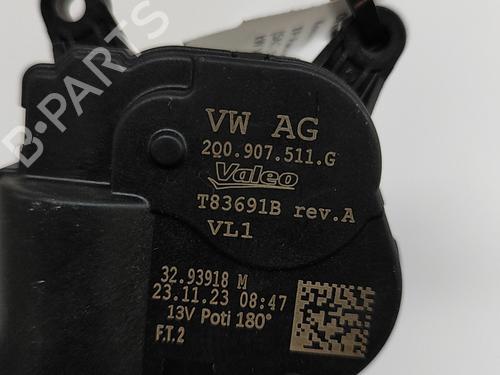 VW AG
2Q0.907.511.G
Valeo
T83691B rev.A
VL1
32.93918 M
23.11.23 08:47
13V Poti 180°
F.T.2
B-Parts